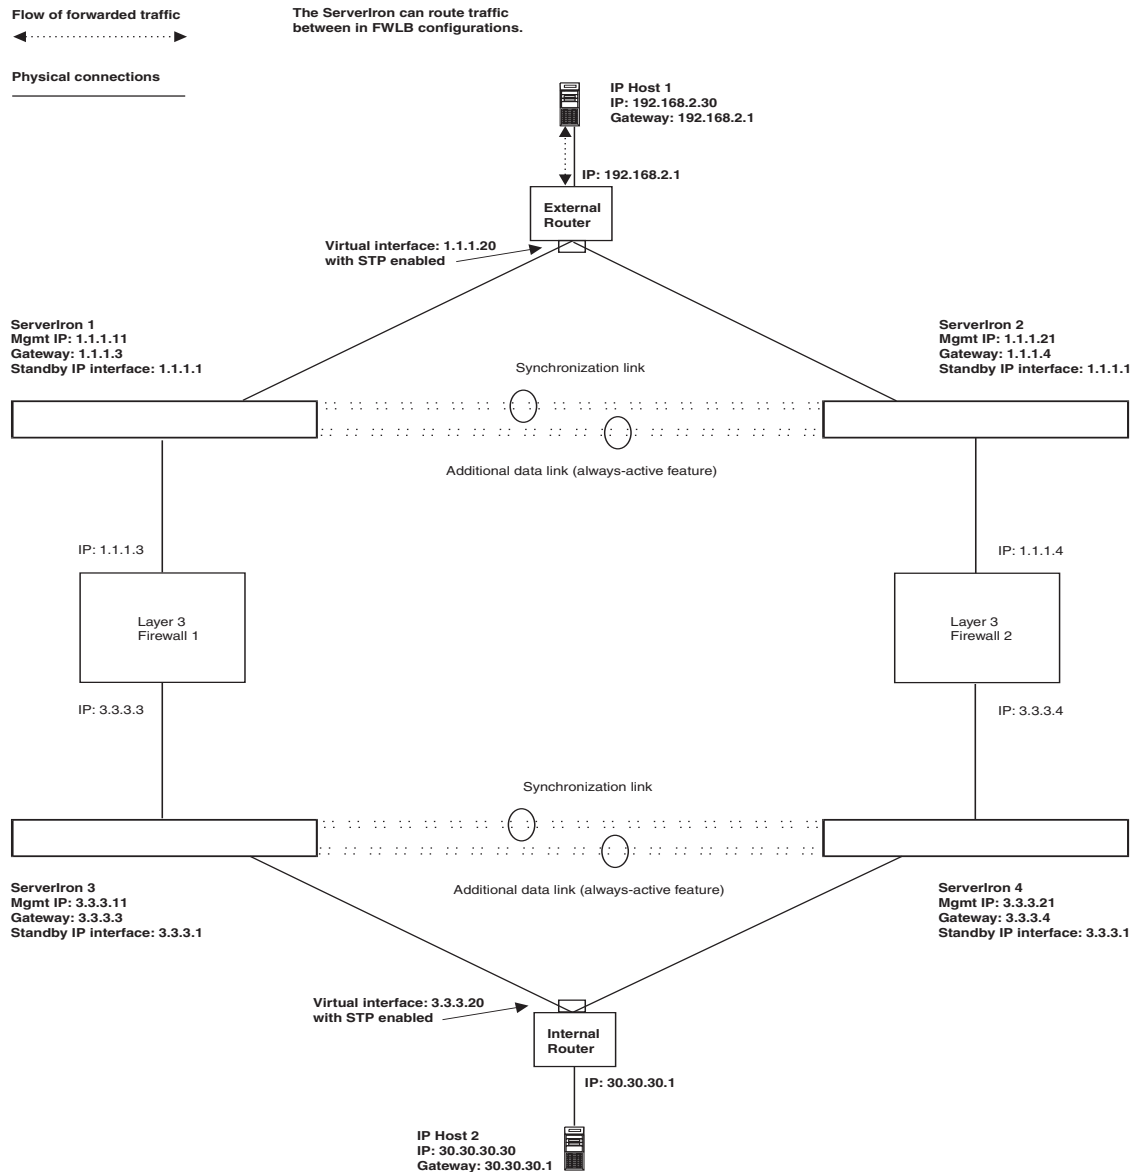 Flow of forwarded traffic
The ServerIron can route traffic
between in FWLB configurations.
Physical connections
IP Host 1
IP: 192.168.2.30
Gateway: 192.168.2.1
IP: 192.168.2.1
External
Router
Virtual interface: 1.1.1.20
with STP enabled
ServerIron 1
Mgmt IP: 1.1.1.11
Gateway: 1.1.1.3
Standby IP interface: 1.1.1.1
ServerIron 2
Mgmt IP: 1.1.1.21
Gateway: 1.1.1.4
Standby IP interface: 1.1.1.1
Synchronization link
Additional data link (always-active feature)
IP: 1.1.1.3
IP: 1.1.1.4
Layer 3
Firewall 1
Layer 3
Firewall 2
IP: 3.3.3.3
IP: 3.3.3.4
Synchronization link
Additional data link (always-active feature)
ServerIron 3
Mgmt IP: 3.3.3.11
Gateway: 3.3.3.3
Standby IP interface: 3.3.3.1
ServerIron 4
Mgmt IP: 3.3.3.21
Gateway: 3.3.3.4
Standby IP interface: 3.3.3.1
Virtual interface: 3.3.3.20
with STP enabled
Internal
Router
IP: 30.30.30.1
IP Host 2
IP: 30.30.30.30
Gateway: 30.30.30.1